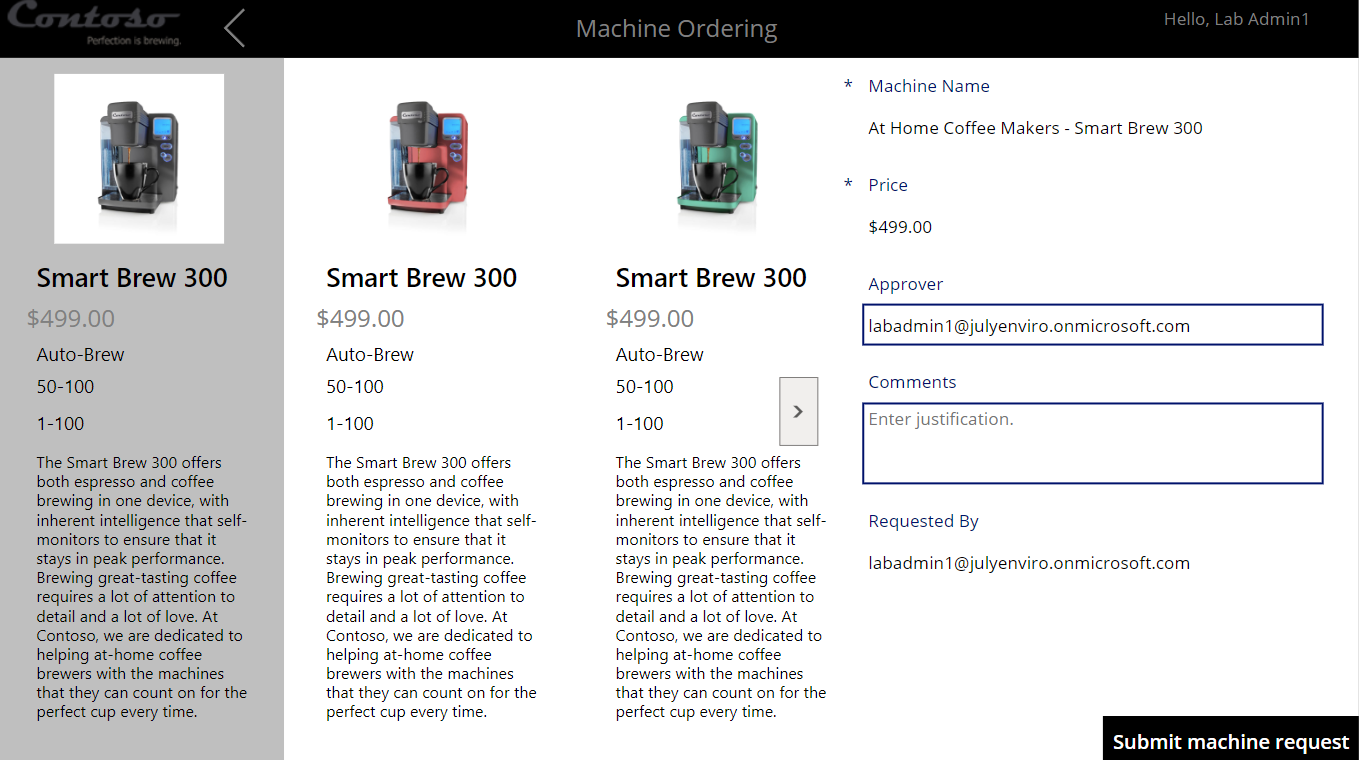 Contoso
Perfection is brewing.
Machine Ordering
Hello, Lab Admin1
Smart Brew 300
$499.00
Auto-Brew
50-100
1-100
The Smart Brew 300 offers
both espresso and coffee
brewing in one device, with
inherent intelligence that self-
monitors to ensure that it
stays in peak performance.
Brewing great-tasting coffee
requires a lot of attention to
detail and a lot of love. At
Contoso, we are dedicated to
helping at-home coffee
brewers with the machines
that they can count on for the
perfect cup every time.
Smart Brew 300
$499.00
Auto-Brew
50-100
1-100
The Smart Brew 300 offers
both espresso and coffee
brewing in one device, with
inherent intelligence that self-
monitors to ensure that it
stays in peak performance.
Brewing great-tasting coffee
requires a lot of attention to
detail and a lot of love. At
Contoso, we are dedicated to
helping at-home coffee
brewers with the machines
that they can count on for the
perfect cup every time.
Smart Brew 300
$499.00
Auto-Brew
50-100
1-100
The Smart Brew 300 offers
both espresso and coffee
brewing in one device, with
inherent intelligence that self-
monitors to ensure that it
stays in peak performance.
Brewing great-tasting coffee
requires a lot of attention to
detail and a lot of love. At
Contoso, we are dedicated to
helping at-home coffee
brewers with the machines
that they can count on for the
perfect cup every time.
* Machine Name
At Home Coffee Makers - Smart Brew 300
* Price
$499.00
Approver
labadmin1@julyenviro.onmicrosoft.com
Comments
Enter justification.
Requested By
labadmin1@julyenviro.onmicrosoft.com
Submit machine request